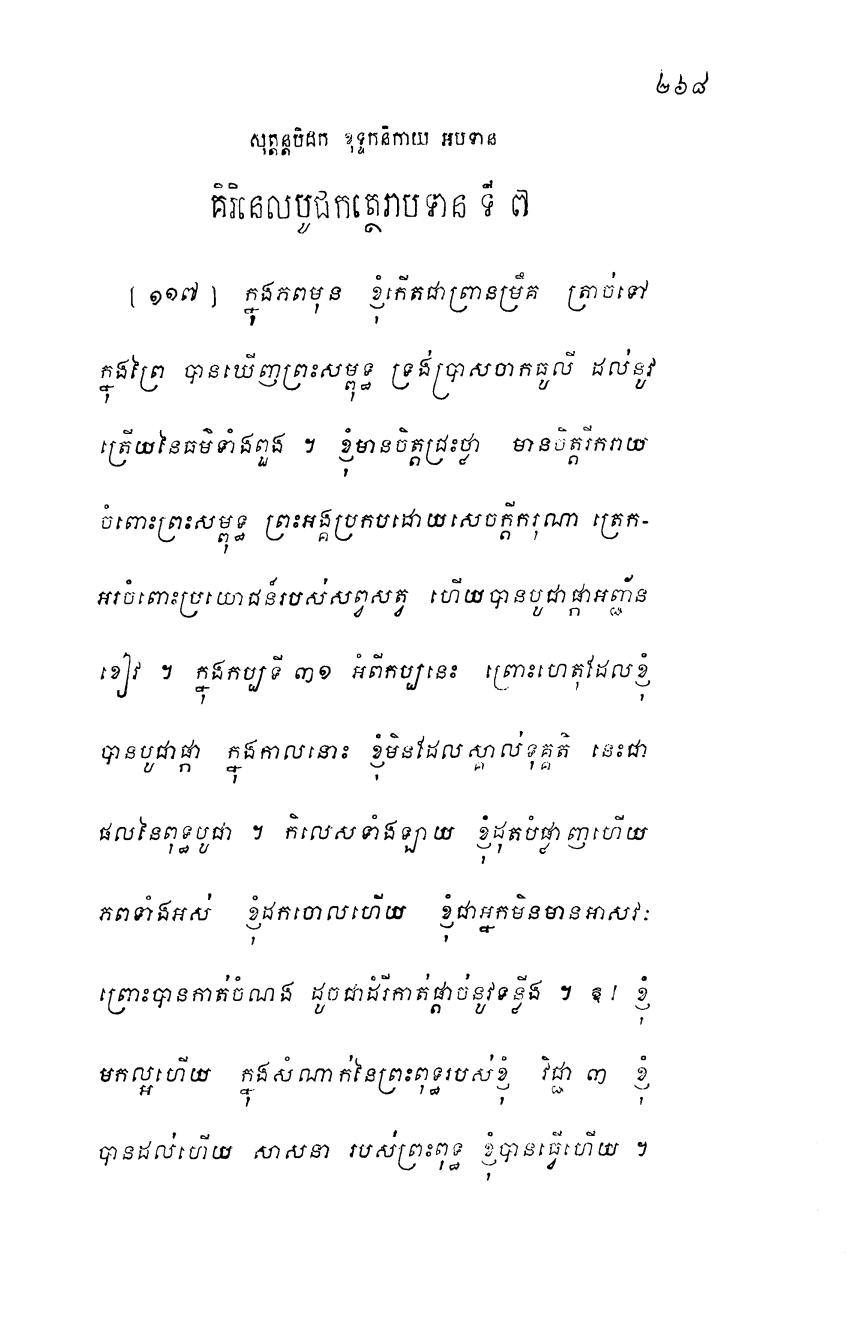 ២៦៨
សុត្តន្តបិដក ខុទ្ទកនិកាយ អបទាន
គិរិនេលបូជកត្ថេរាបទាន ទី ៧
[ ១១៧ ] ក្នុងភពមុន ខ្ញុំកើតជាព្រានម្រឹគ ត្រាច់ទៅ
ក្នុងព្រៃ បានឃើញព្រះសម្ពុទ្ធ ទ្រង់ប្រាសចាកធូលី ដល់នូវ
ត្រើយនៃធម៌ទាំងពួង ។ ខ្ញុំមានចិត្តជ្រះថ្លា មានចិត្តរីករាយ
ចំពោះព្រះសម្ពុទ្ធ ព្រះអង្គប្រកបដោយសេចក្តីករុណា ត្រេក-
អរចំពោះប្រយោជន៍របស់សព្វសត្វ ហើយបានបូជាផ្កាអញ្ជ័ន
ខៀវ ។ ក្នុងកប្បទី ៣១ អំពីកប្បនេះ ព្រោះហេតុដែលខ្ញុំ
បានបូជាផ្កា ក្នុងកាលនោះ ខ្ញុំមិនដែលស្គាល់ទុគ្គតិ នេះជា
ផលនៃពុទ្ធបូជា ។ កិលេសទាំងឡាយ ខ្ញុំដុតបំផ្លាញហើយ
ភពទាំងអស់ ខ្ញុំដកចោលហើយ ខ្ញុំជាអ្នកមិនមានអាសវៈ
ព្រោះបានកាត់ចំណង ដូចជាដំរីកាត់ផ្តាច់នូវទន្លីង ។ ឱ! ខ្ញុំ
មកល្អហើយ ក្នុងសំណាក់នៃព្រះពុទ្ធរបស់ខ្ញុំ វិជ្ជា ៣ ខ្ញុំ
បានដល់ហើយ សាសនា របស់ព្រះពុទ្ធ ខ្ញុំបានធ្វើហើយ ។